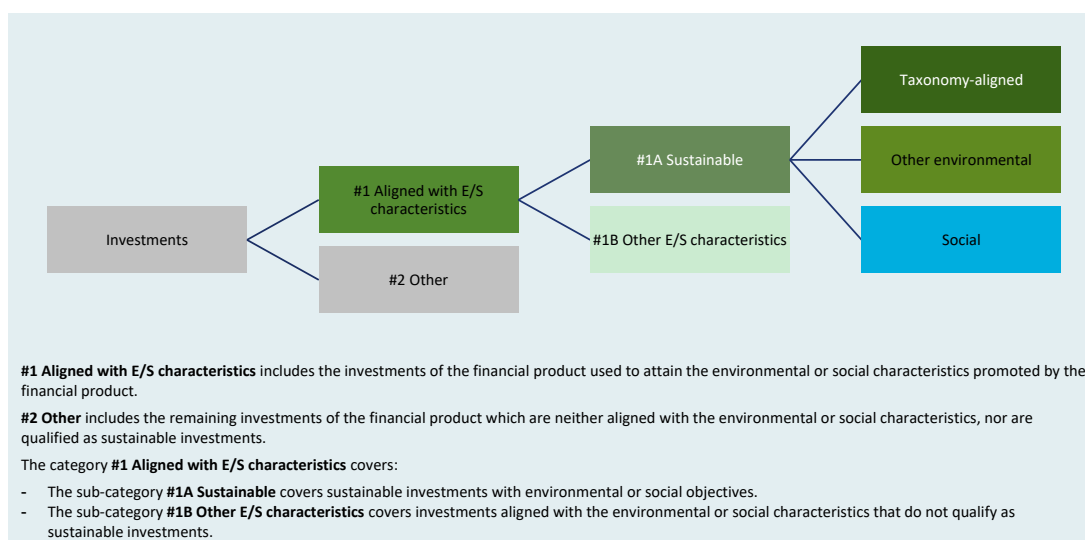 Taxonomy-aligned
#1A Sustainable
Other environmental
#1 Aligned with E/S
characteristics
Investments
#1B Other E/S characteristics
Social
#2 Other
#1 Aligned with E/S characteristics includes the investments of the financial product used to attain the environmental or social characteristics promoted by the
financial product.
#2 Other includes the remaining investments of the financial product which are neither aligned with the environmental or social characteristics, nor are
qualified as sustainable investments.
The category #1 Aligned with E/S characteristics covers:
- The sub-category #1A Sustainable covers sustainable investments with environmental or social objectives.
- The sub-category #1B Other E/S characteristics covers investments aligned with the environmental or social characteristics that do not qualify as
sustainable investments.